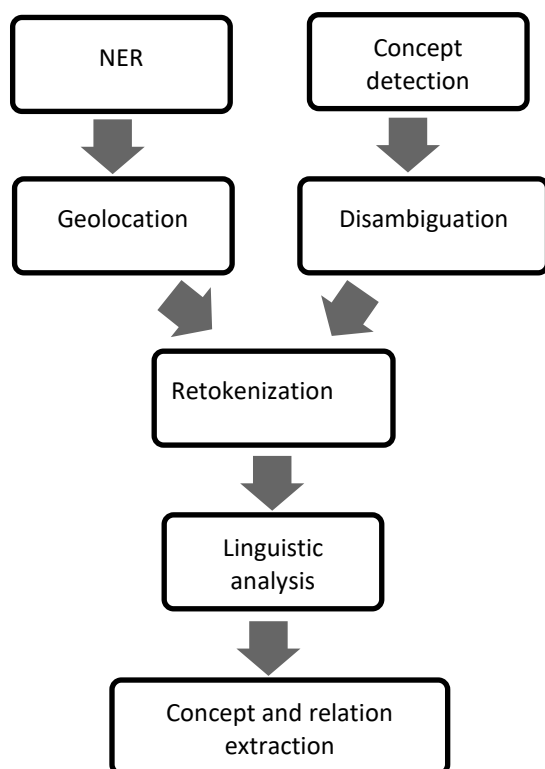 NER
Concept
detection
Geolocation
Disambiguation
Retokenization
Linguistic
analysis
Concept and relation
extraction